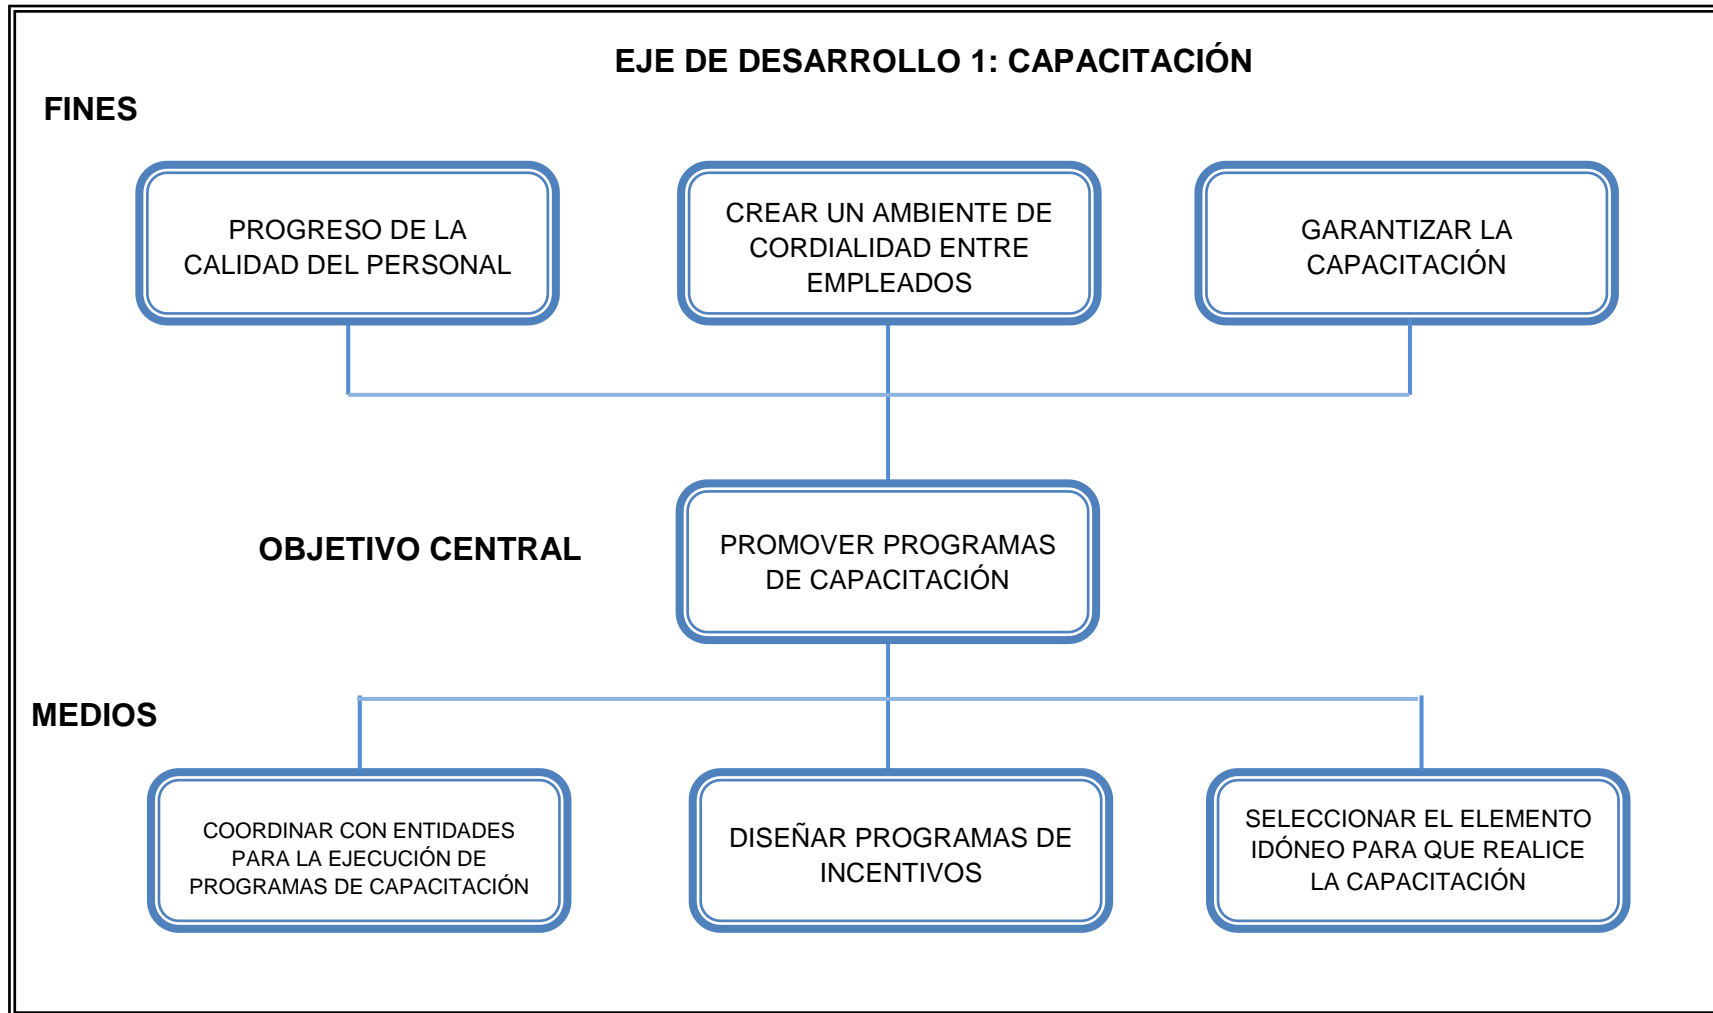 EJE DE DESARROLLO 1: CAPACITACIÓN
FINES
PROGRESO DE LA
CALIDAD DEL PERSONAL
CREAR UN AMBIENTE DE
CORDIALIDAD ENTRE
EMPLEADOS
GARANTIZAR LA
CAPACITACIÓN
OBJETIVO CENTRAL
PROMOVER PROGRAMAS
DE CAPACITACIÓN
MEDIOS
COORDINAR CON ENTIDADES
PARA LA EJECUCIÓN DE
PROGRAMAS DE CAPACITACIÓN
DISEÑAR PROGRAMAS DE
INCENTIVOS
SELECCIONAR EL ELEMENTO
IDÓNEO PARA QUE REALICE
LA CAPACITACIÓN